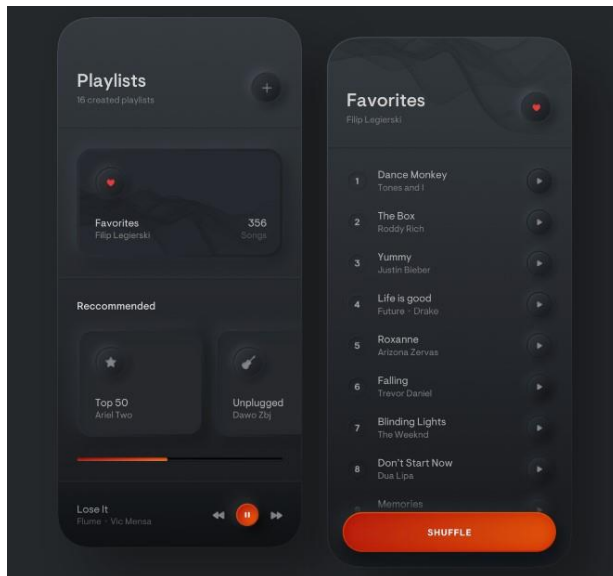 Playlists
16 created playlists
Favorites
Filip Legierski
356
Songs
Reccommended
Top 50
Ariel Two
Unplugged
Dawo Zbj
Lose It
Flume - Vic Mensa
Favorites
Filip Legierski
1
Dance Monkey
Tones and I
2
The Box
Roddy Rich
3
Yummy
Justin Bieber
4
Life is good
Future - Drake
5
Roxanne
Arizona Zervas
6
Falling
Trevor Daniel
7
Blinding Lights
The Weeknd
8
Don't Start Now
Dua Lipa
Memories
SHUFFLE